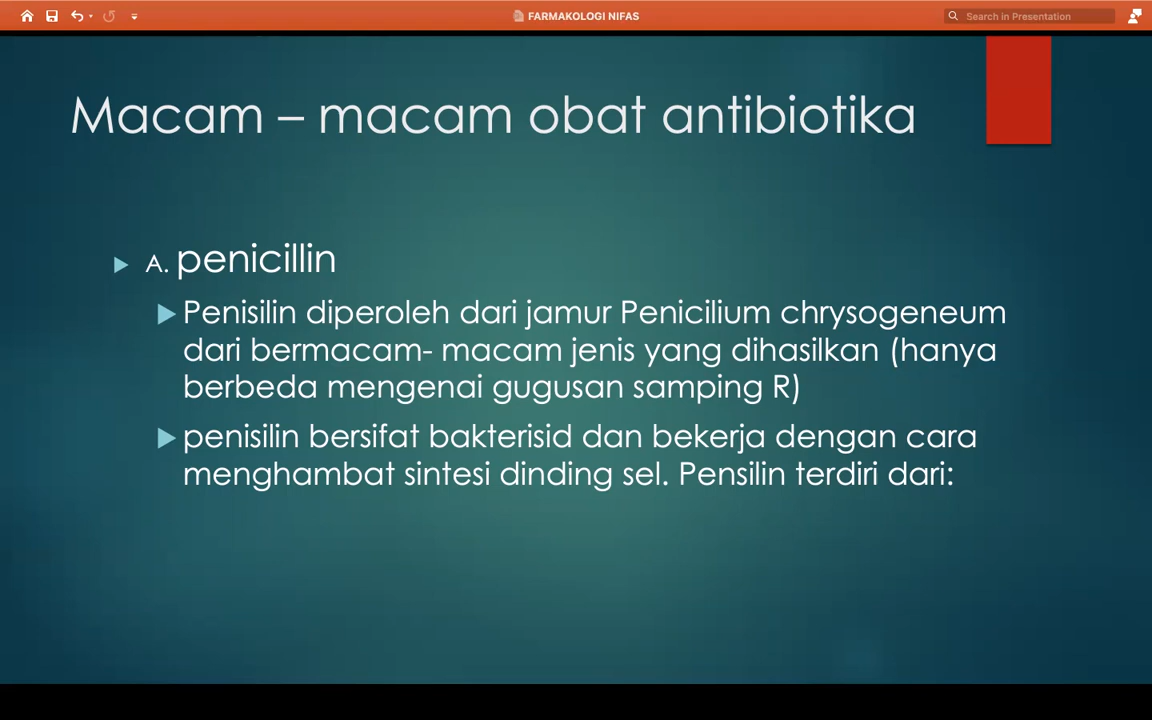 FARMAKOLOGI NIFAS
Search in Presentation
Macam – macam obat antibiotika
A. penicillin
Penisilin diperoleh dari jamur Penicilium chrysogeneum
dari bermacam- macam jenis yang dihasilkan (hanya
berbeda mengenai gugusan samping R)
penisilin bersifat bakterisid dan bekerja dengan cara
menghambat sintesi dinding sel. Pensilin terdiri dari: